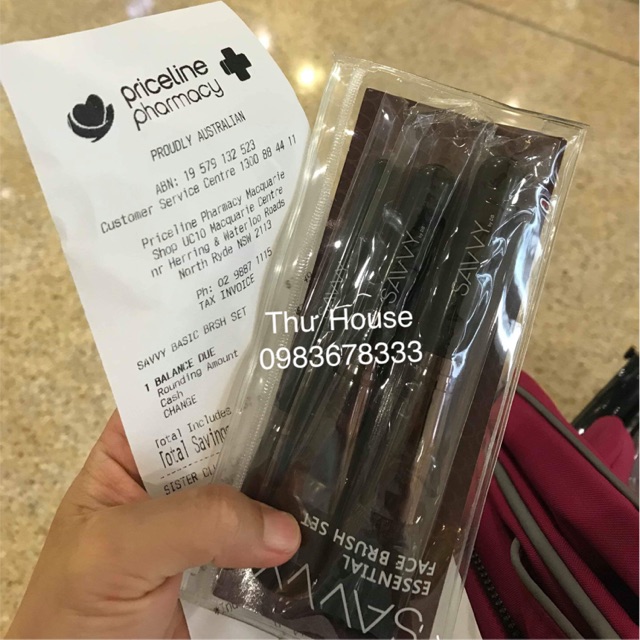 priceline
pharmacy
PROUDLY AUSTRALIAN
ABN: 19 579 132 523
Customer Service Centre 1300 88 44 11
Priceline Pharmacy Macquarie
Shop UC10 Macquarie Centre
nr Herring & Waterloo Roads
North Ryde NSW 2113
Ph: 02 9887 1115
TAX INVOICE
SAVVY BASIC BRSH SET
1 BALANCE DUE
Rounding Amount
Cash
CHANGE
Total Includes
Total Savings
SISTER
SAVVY
SAVVY
Thư House
0983678333
ESSENTIAL
FACE BRUSH SET
SAVVY